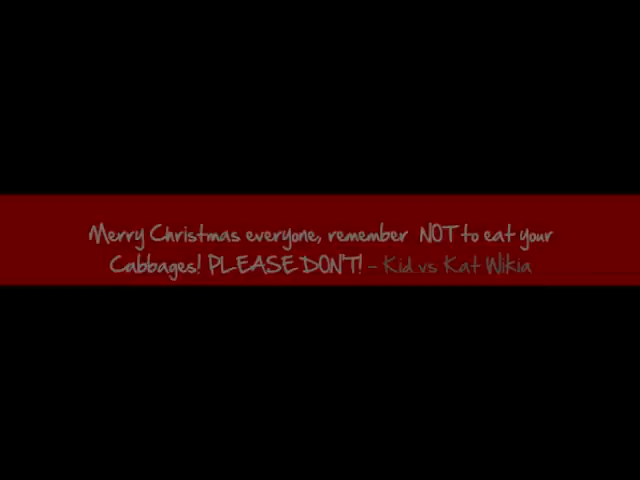 Merry Christmas everyone, remember NOT to eat your
Cabbages! PLEASE DON'T! - Kid vs Kat Wikia